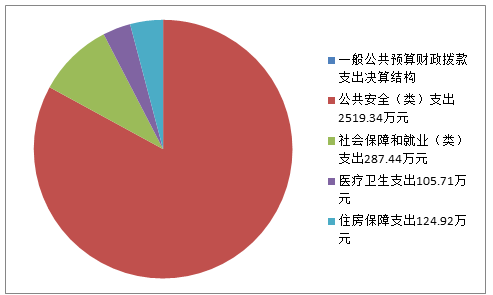 一般公共预算财政拨款
支出决算结构
公共安全（类）支出
2519.34万元
社会保障和就业（类）
支出287.44万元
医疗卫生支出105.71万
元
住房保障支出124.92万
元